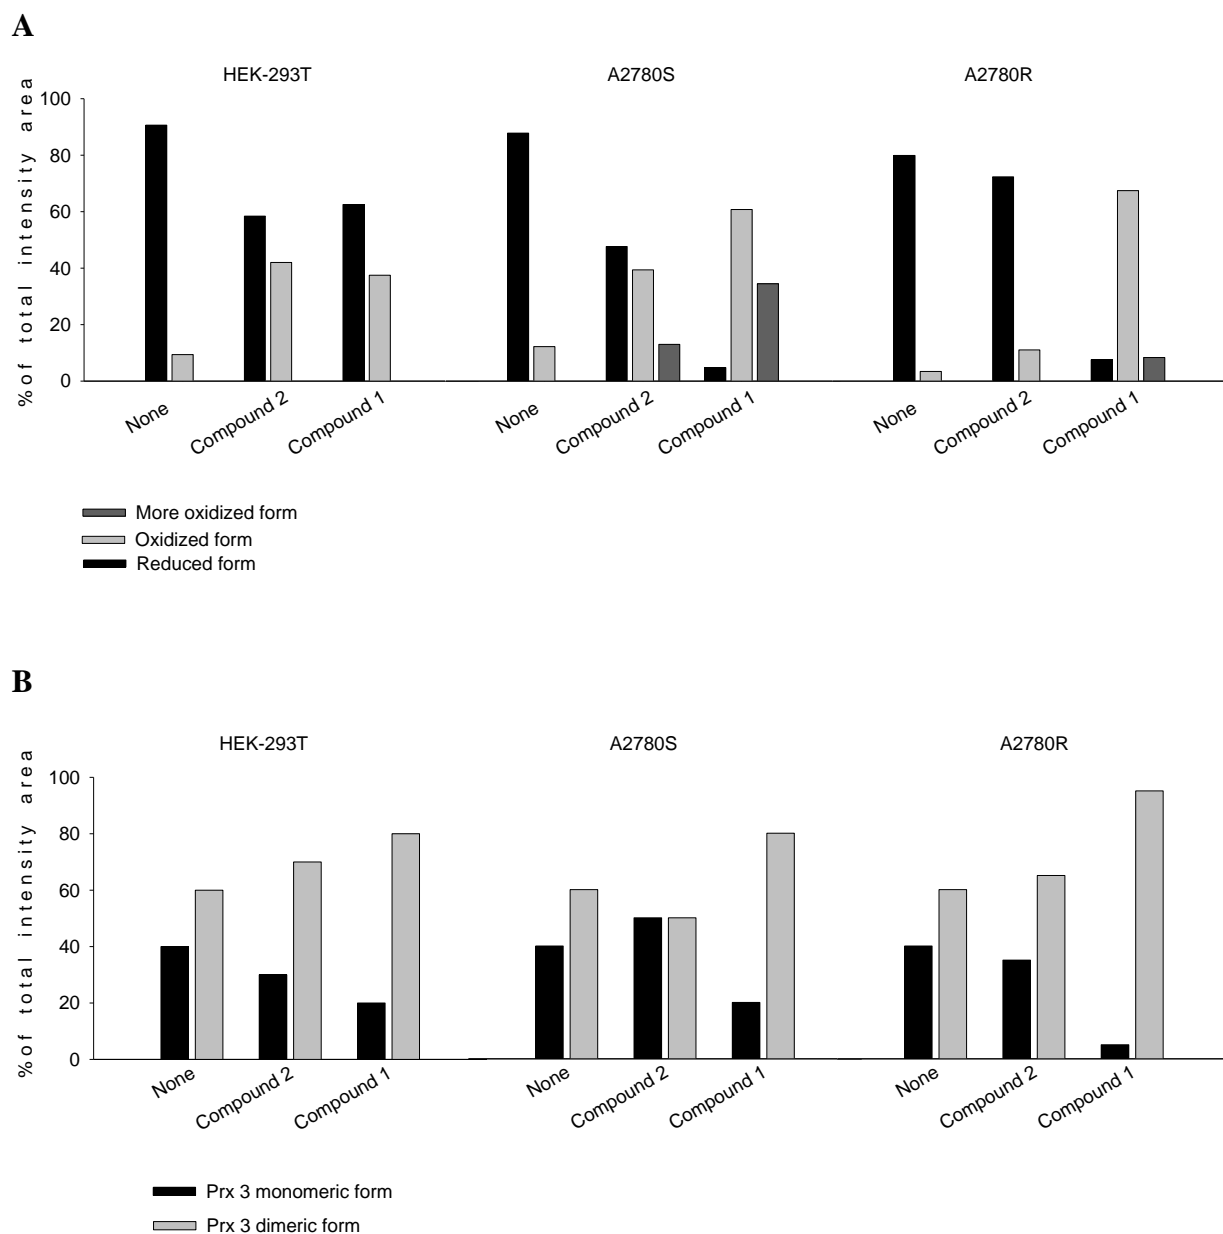 A
HEK-293T A2780S A2780R
%of total intensity area
100
80
60
40
20
0
None Compound 2 Compound 1 None Compound 2 Compound 1 None Compound 2 Compound 1
More oxidized form
Oxidized form
Reduced form
B
HEK-293T A2780S A2780R
%of total intensity area
100
80
60
40
20
0
None Compound 2 Compound 1 None Compound 2 Compound 1 None Compound 2 Compound 1
Prx 3 monomeric form
Prx 3 dimeric form